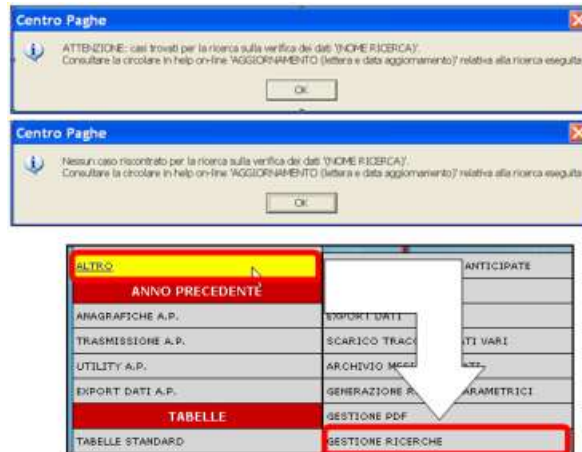 Centro Paghe
ATTENZIONE: casi trovati per la ricerca sulla verifica dei dati '(NOME RICERCA)'.
Consultare la circolare in help on-line 'AGGIORNAMENTO (lettera e data aggiornamento)' relativa alla ricerca eseguita
OK
Centro Paghe
Nessun caso riscontrato per la ricerca sulla verifica dei dati '(NOME RICERCA)'.
Consultare la circolare in help on-line 'AGGIORNAMENTO (lettera e data aggiornamento)' relativa alla ricerca eseguita
OK
ALTRO
ANTICIPATE
ANNO PRECEDENTE
ANAGRAFICHE A.P.
EXPORT DATI
TRASMISSIONE A.P.
SCARICO TRACC
TI VARI
UTILITY A.P.
ARCHIVIO
EXPORT DATI A.P.
GENERAZIONE
ARAMETRICI
TABELLE
GESTIONE PDF
TABELLE STANDARD
GESTIONE RICERCHE